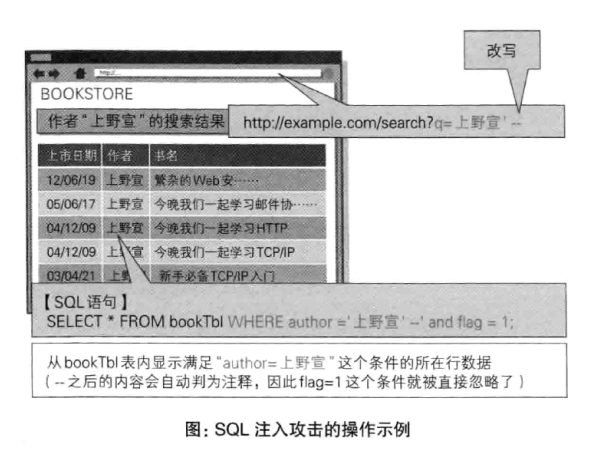 改写
http://...
BOOKSTORE
作者“上野宣”的搜索结果
http://example.com/search?q=上野宣' --
上市日期 作者 书名
12/06/19 上野宣 繁杂的Web安……
05/06/17 上野宣 今晚我们一起学习邮件协……
04/12/09 上野宣 今晚我们一起学习HTTP
04/12/09 上野宣 今晚我们一起学习TCP/IP
03/04/21 上野 新手必备TCP/IP入门
【SQL语句】
SELECT * FROM bookTbl WHERE author ='上野宣' --' and flag = 1;
从bookTbl表内显示满足“author=上野宣”这个条件的所在行数据
( --之后的内容会自动判为注释，因此flag=1这个条件就被直接忽略了 )
图: SQL 注入攻击的操作示例